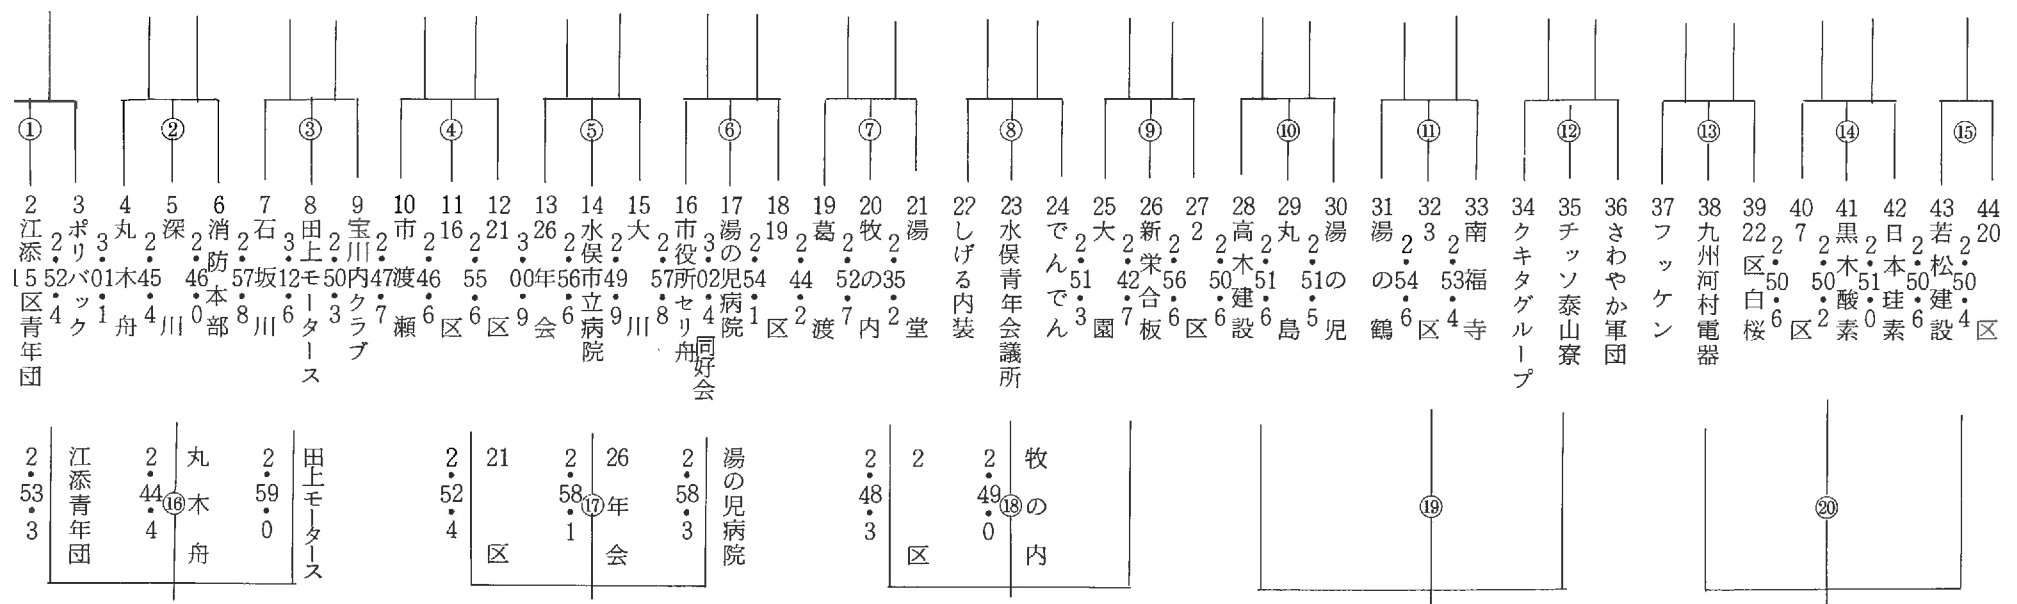 ① ② ③ ④ ⑤ ⑥ ⑦ ⑧ ⑨ ⑩ ⑪ ⑫ ⑬ ⑭ ⑮
2 江添15区青年団 2・52・4
3 ポリバック 3・01・1
4 丸木舟 2・45・4
5 深川 2・46・0
6 消防本部 2・57・8
7 石坂川 3・12・6
8 田上モータース 2・50・3
9 宝川内クラブ 2・47・7
10 市渡瀬 2・46・6
11 16区 2・55・6
12 21区 3・00・9
13 26年会 2・56・6
14 水俣市立病院 2・49・9
15 大川 2・57・8
16 市役所セリ舟同好会 3・02・4
17 湯の児病院 2・54・1
18 19区 2・44・2
19 葛渡 2・52・7
20 牧の内 2・35・2
21 湯堂
22 しげる内装
23 水俣青年会議所
24 でんでん 2・51・3
25 大園 2・42・7
26 新栄合板 2・56・6
27 2区 2・50・6
28 高木建設 2・51・6
29 丸島 2・51・5
30 湯の児
31 湯の鶴 2・54・6
32 3区 2・53・4
33 南福寺
34 クキタグループ
35 チッソ泰山寮
36 さわやか軍団
37 フッケン
38 九州河村電器
39 22区白桜 2・50・6
40 7区 2・50・2
41 黒木酸素 2・51・0
42 日本珪素 2・50・6
43 若松建設 2・50・4
44 20区
⑯ ⑰ ⑱ ⑲ ⑳
2・53・3 江添青年団
2・44・4 丸木舟
2・59・0 田上モータース
2・52・4 21区
2・58・1 26年会
2・58・3 湯の児病院
2・48・3 2区
2・49・0 牧の内